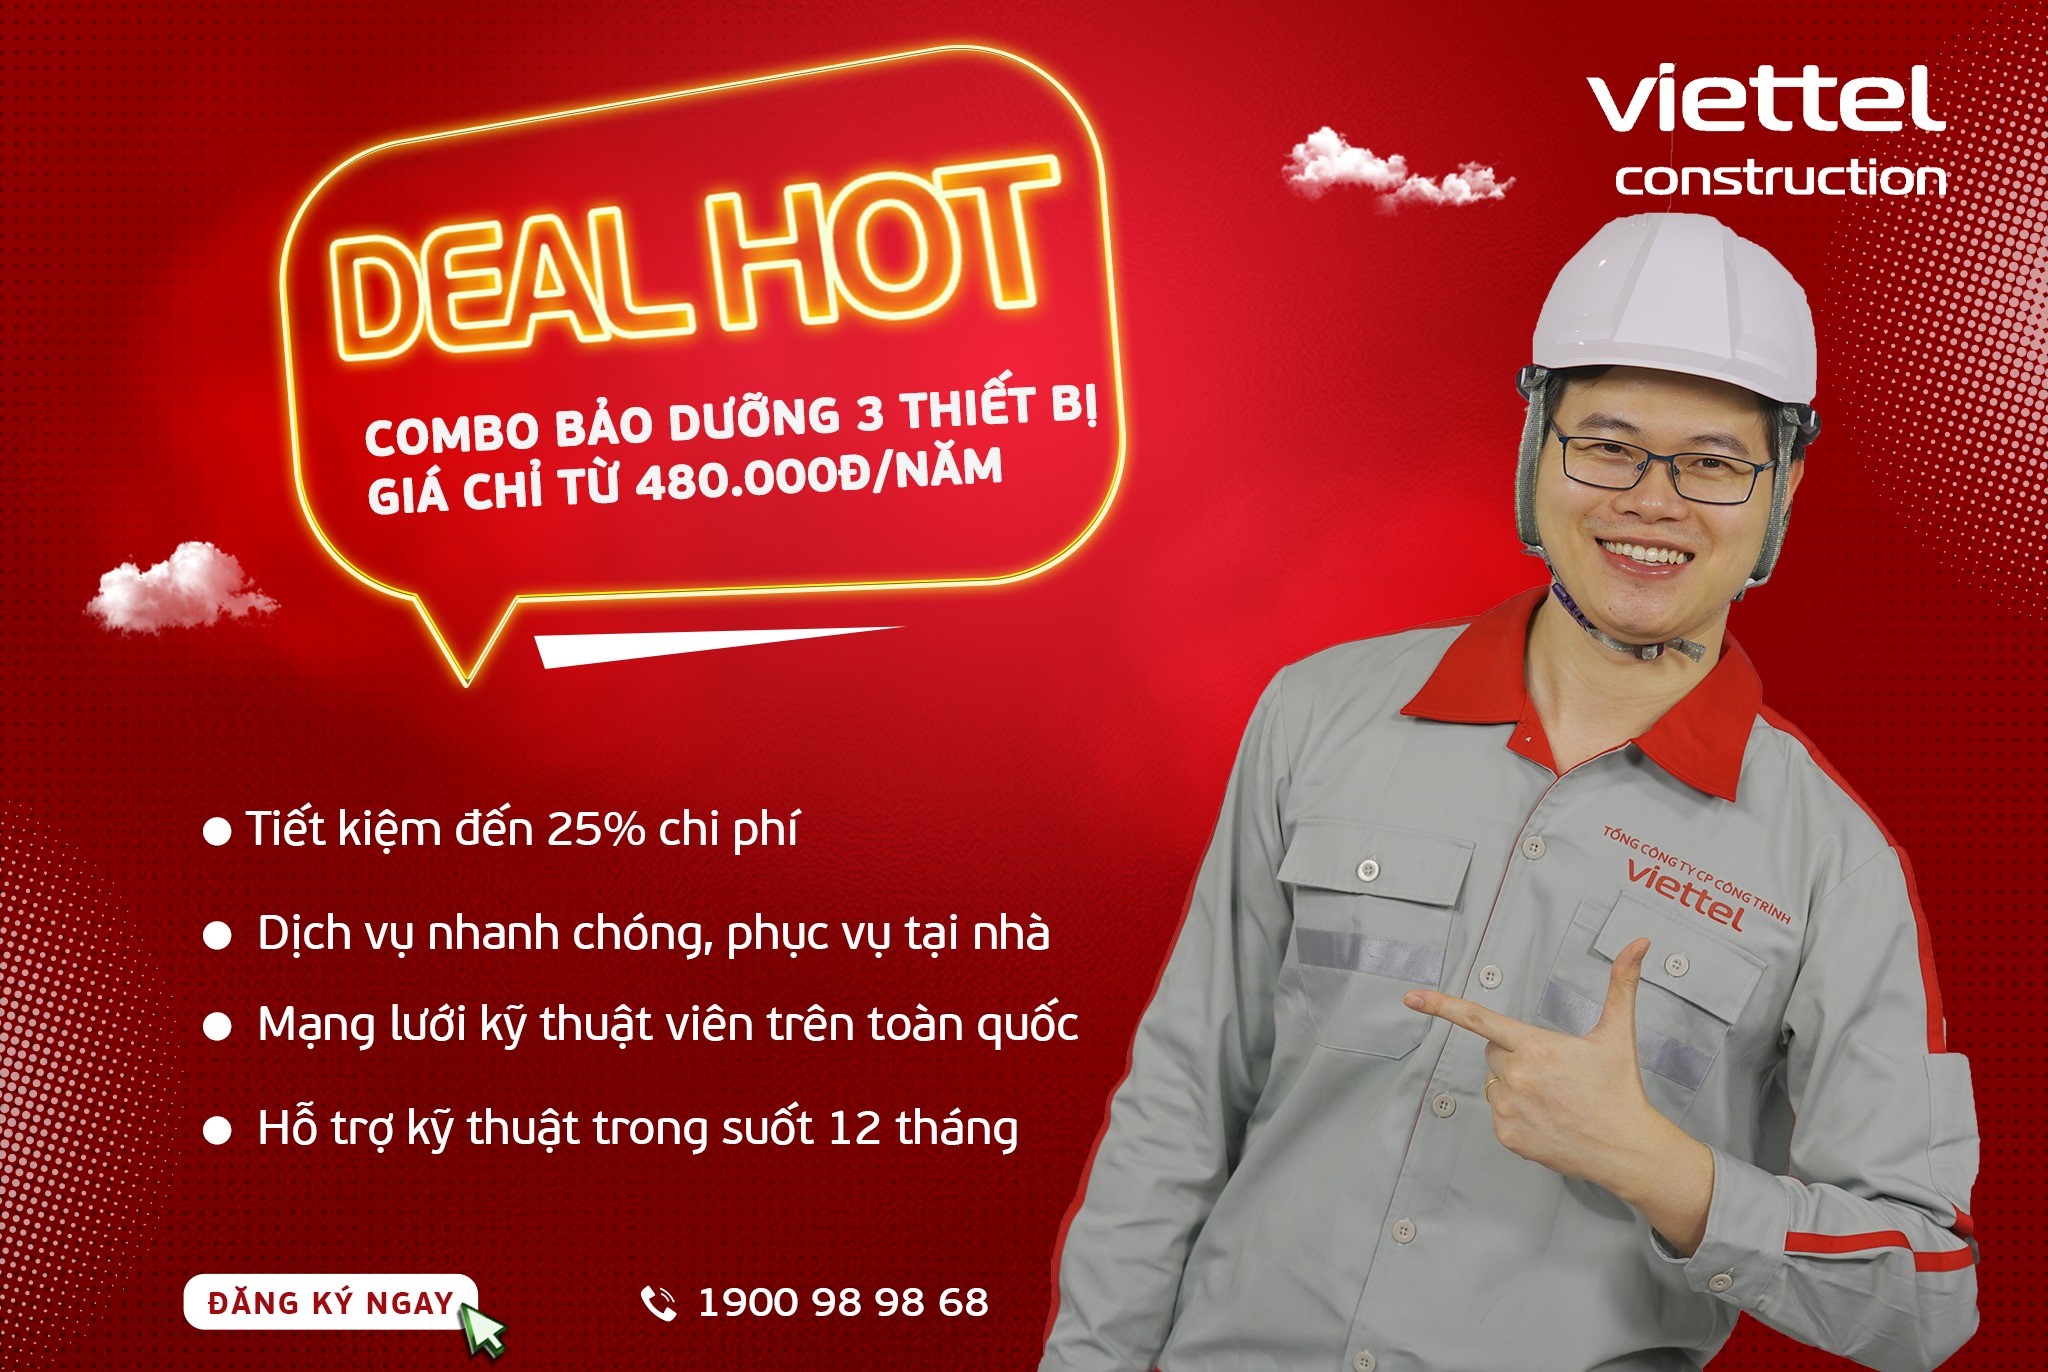 viettel
construction
DEAL HOT
COMBO BẢO DƯỠNG 3 THIẾT BỊ
GIÁ CHỈ TỪ 480.000Đ/NĂM
● Tiết kiệm đến 25% chi phí
● Dịch vụ nhanh chóng, phục vụ tại nhà
● Mạng lưới kỹ thuật viên trên toàn quốc
● Hỗ trợ kỹ thuật trong suốt 12 tháng
TỔNG CÔNG TY CP CÔNG TRÌNH
viettel
ĐĂNG KÝ NGAY
1900 98 98 68